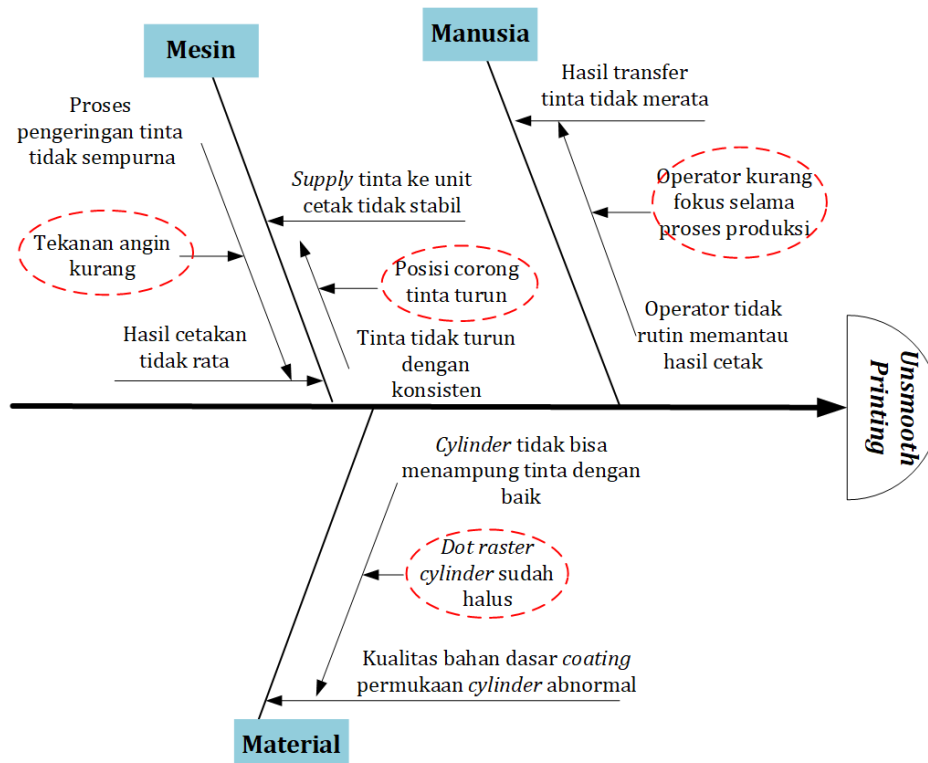 Mesin
Manusia
Hasil transfer
tinta tidak merata
Proses
pengeringan tinta
tidak sempurna
Supply tinta ke unit
cetak tidak stabil
Operator kurang
fokus selama
proses produksi
Tekanan angin
kurang
Posisi corong
tinta turun
Operator tidak
rutin memantau
hasil cetak
Hasil cetakan
tidak rata
Tinta tidak turun
dengan
konsisten
Unsmooth
Printing
Cylinder tidak bisa
menampung tinta dengan
baik
Dot raster
cylinder sudah
halus
Kualitas bahan dasar coating
permukaan cylinder abnormal
Material